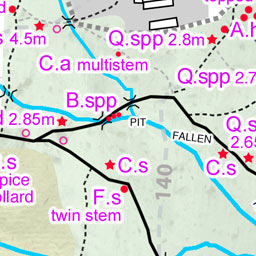 s 4.5m
Q.spp 2.8m
A.h
C.a multistem
Q.spp 2.7
B.spp
d 2.85m
PIT
FALLEN
Q.s
2.65
C.s
C.s
.s
F.s
pice
ollard
twin stem
140